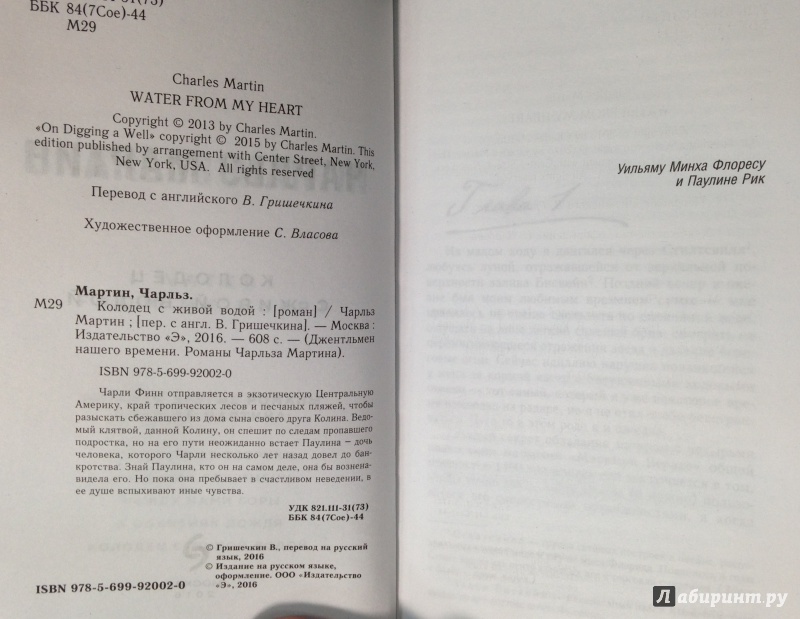 31(73)
ББК 84(7Сое)-44
М29
Charles Martin
WATER FROM MY HEART
Copyright © 2013 by Charles Martin.
«On Digging a Well» copyright © 2015 by Charles Martin. This
edition published by arrangement with Center Street, New York,
New York, USA. All rights reserved
Перевод с английского В. Гришечкина
Художественное оформление С. Власова
Мартин, Чарльз.
М29 Колодец с живой водой : [роман] / Чарльз
Мартин ; [пер. с англ. В. Гришечкина]. — Москва :
Издательство «Э», 2016. — 608 с. — (Джентльмен
нашего времени. Романы Чарльза Мартина).
ISBN 978-5-699-92002-0
Чарли Финн отправляется в экзотическую Центральную
Америку, край тропических лесов и песчаных пляжей, чтобы
разыскать сбежавшего из дома сына своего друга Колина. Ведомый
клятвой, данной Колину, он спешит по следам пропавшего
подростка, но на его пути неожиданно встает Паулина – дочь
человека, которого Чарли несколько лет назад довел до бан-
кротства. Знай Паулина, кто он на самом деле, она бы вознена-
видела его. Но пока она пребывает в счастливом неведении, в
ее душе вспыхивают иные чувства.
УДК 821.111-31(73)
ББК 84(7Сое)-44
© Гришечкин В., перевод на русский
язык, 2016
© Издание на русском языке,
оформление. ООО «Издательство
«Э», 2016
ISBN 978-5-699-92002-0
Уильяму Минха Флоресу
и Паулине Рик
Глава 1
Лабиринт.ру